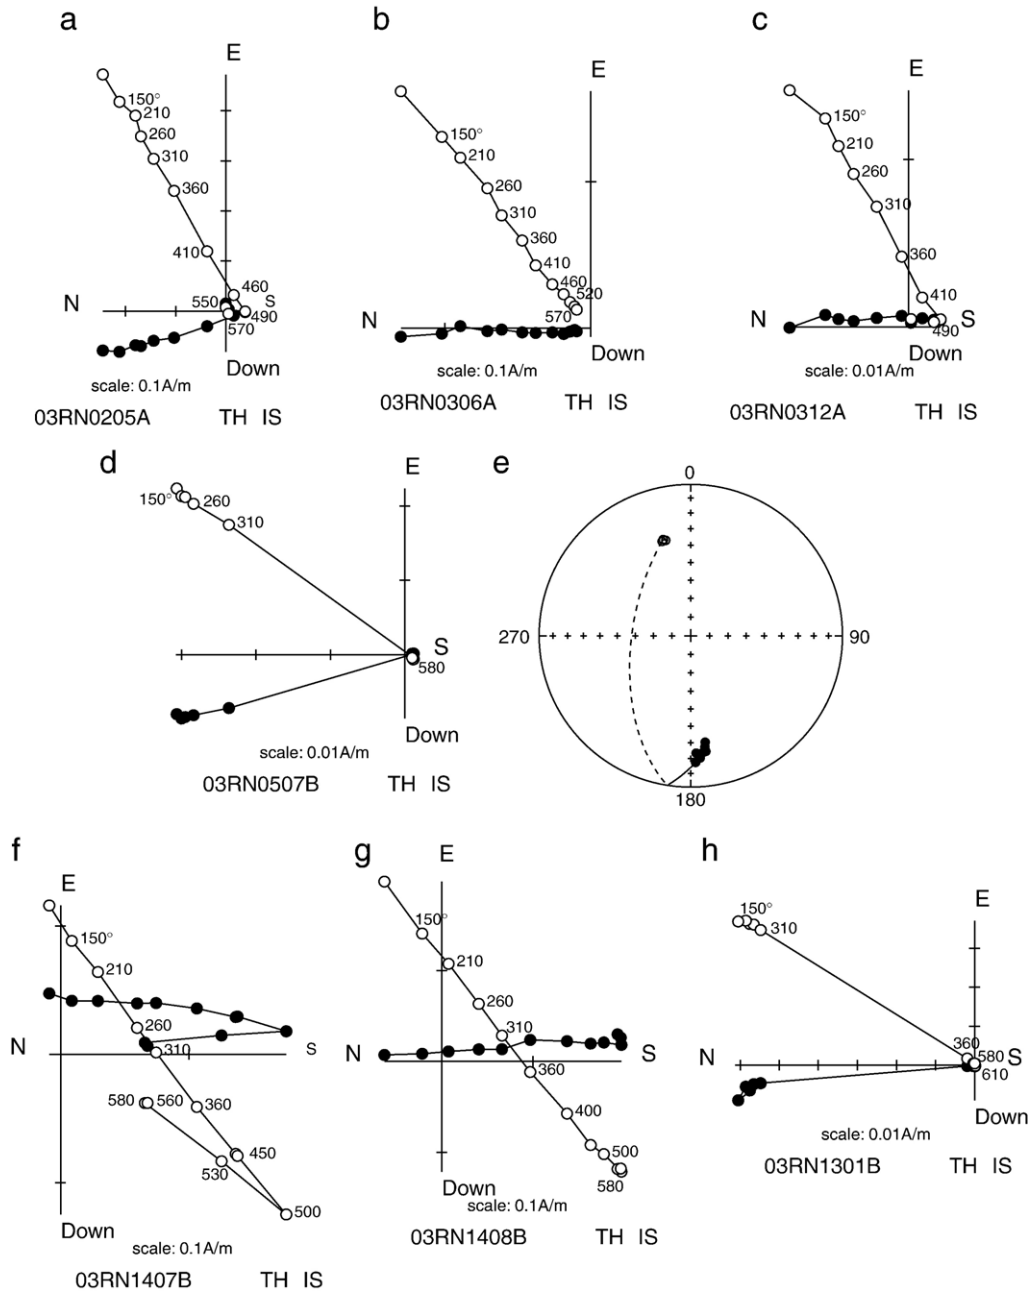 a
E
150°
210
260
310
360
410
460
550
N
S
490
570
Down
scale: 0.1A/m
03RN0205A TH IS
b
E
150°
210
260
310
360
410
460
520
570
N
Down
scale: 0.1A/m
03RN0306A TH IS
c
E
150°
210
260
310
360
410
N
S
490
Down
scale: 0.01A/m
03RN0312A TH IS
d
E
150°
260
310
S
580
Down
scale: 0.01A/m
03RN0507B TH IS
e
0
270
90
180
f
E
150°
210
260
N
310
S
580
560
360
450
530
500
Down
scale: 0.1A/m
03RN1407B TH IS
g
E
150°
210
260
310
N
S
360
400
500
580
Down
scale: 0.1A/m
03RN1408B TH IS
h
E
150°
310
360
N
580
S
610
Down
scale: 0.01A/m
03RN1301B TH IS